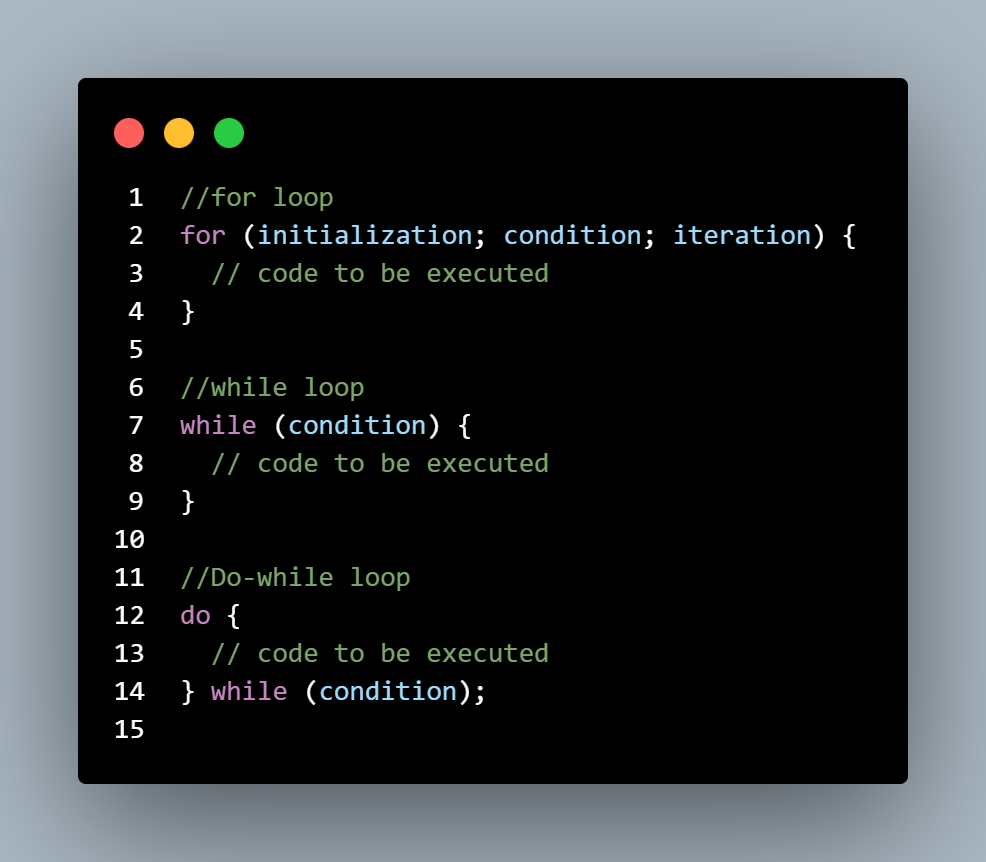 1 //for loop
2 for (initialization; condition; iteration) {
3   // code to be executed
4 }
5
6 //while loop
7 while (condition) {
8   // code to be executed
9 }
10
11 //Do-while loop
12 do {
13   // code to be executed
14 } while (condition);
15